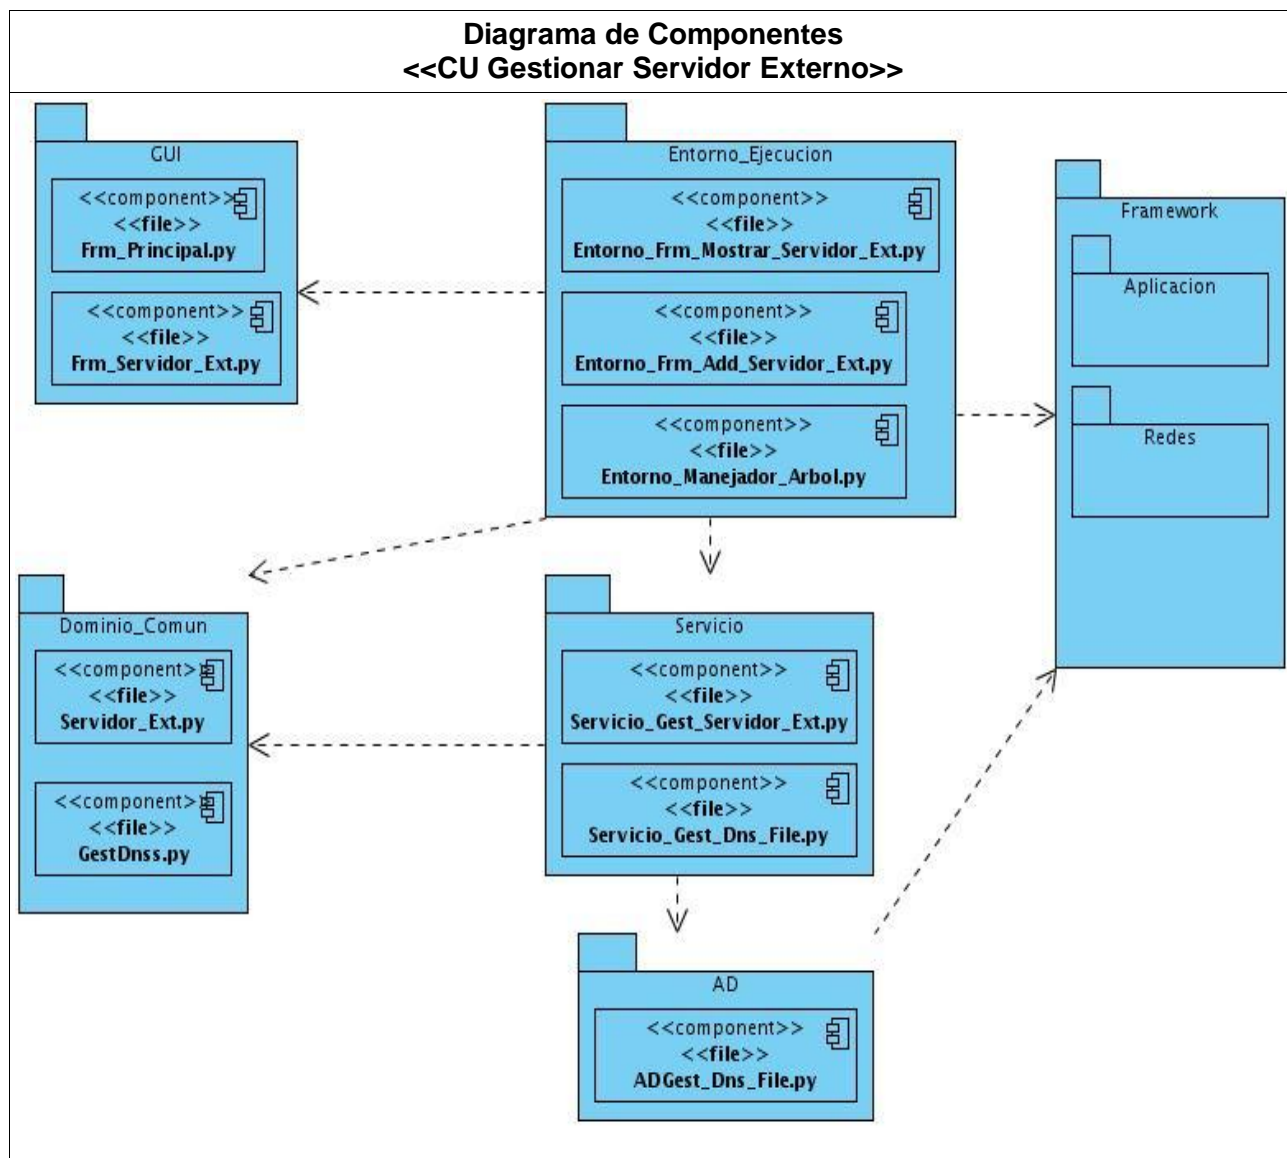 Diagrama de Componentes
<<CU Gestionar Servidor Externo>>
GUI
<<component>>
<<file>>
Frm_Principal.py
<<component>>
<<file>>
Frm_Servidor_Ext.py
Entorno_Ejecucion
<<component>>
<<file>>
Entorno_Frm_Mostrar_Servidor_Ext.py
<<component>>
<<file>>
Entorno_Frm_Add_Servidor_Ext.py
<<component>>
<<file>>
Entorno_Manejador_Arbol.py
Framework
Aplicacion
Redes
Dominio_Comun
<<component>>
<<file>>
Servidor_Ext.py
<<component>>
<<file>>
GestDnss.py
Servicio
<<component>>
<<file>>
Servicio_Gest_Servidor_Ext.py
<<component>>
<<file>>
Servicio_Gest_Dns_File.py
AD
<<component>>
<<file>>
ADGest_Dns_File.py